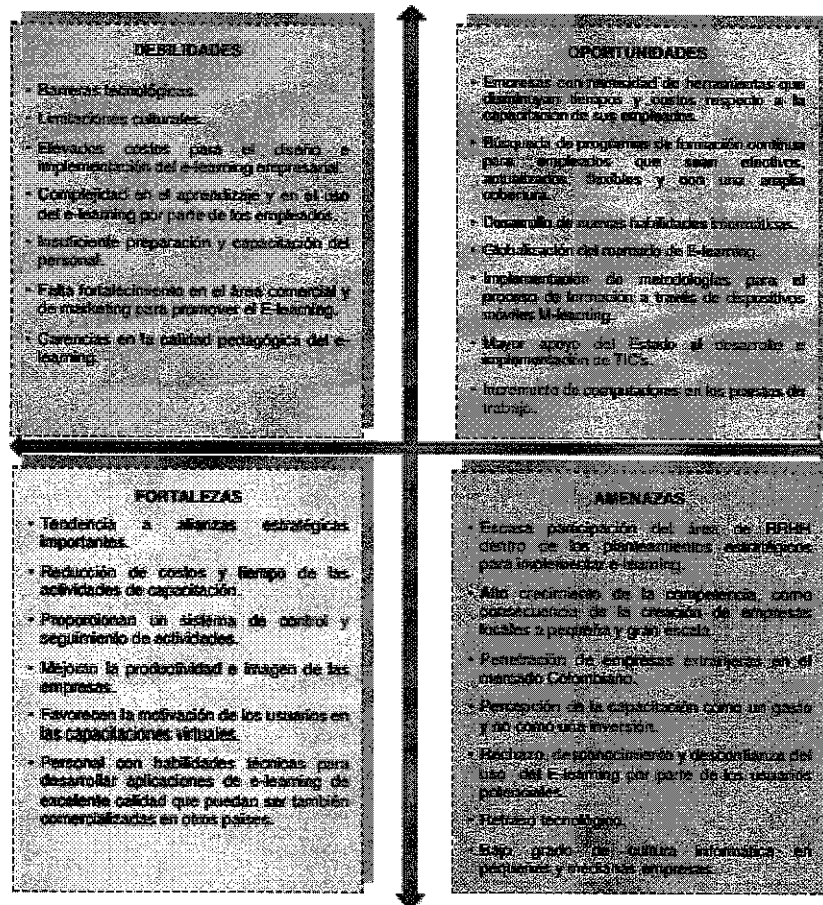 DEBILIDADES
• Barreras tecnológicas.
• Limitaciones culturales.
• Elevados costos para el diseño e
implementación del e-learning empresarial.
• Complejidad en el aprendizaje y en el uso
del e-learning por parte de los empleados.
• Insuficiente preparación y capacitación del
personal.
• Falta fortalecimiento en el área comercial y
de marketing para promover el E-learning.
• Carencias en la calidad pedagógica del e-
learning.
OPORTUNIDADES
• Empresas con necesidad de herramientas que
disminuyan tiempos y costos respecto a la
capacitación de sus empleados.
• Búsqueda de programas de formación continua
para empleados que sean efectivos,
actualizados, flexibles y con una amplia
cobertura.
• Desarrollo de nuevas habilidades informáticas.
• Globalización del mercado de E-learning.
• Implementación de metodologías para el
proceso de formación a través de dispositivos
móviles M-learning.
• Mayor apoyo del Estado al desarrollo e
implementación de TIC's.
• Incremento de computadores en los puestos de
trabajo.
FORTALEZAS
• Tendencia a alianzas estratégicas
importantes.
• Reducción de costos y tiempo de las
actividades de capacitación.
• Proporcionan un sistema de control y
seguimiento de actividades.
• Mejoran la productividad e imagen de las
empresas.
• Favorecen la motivación de los usuarios en
las capacitaciones virtuales.
• Personal con habilidades técnicas para
desarrollar aplicaciones de e-learning de
excelente calidad que puedan ser también
comercializadas en otros países.
AMENAZAS
• Escasa participación del área de RRHH
dentro de los planteamientos estratégicos
para implementar e-learning.
• Alto crecimiento de la competencia, como
consecuencia de la creación de empresas
locales a pequeña y gran escala.
• Penetración de empresas extranjeras en el
mercado Colombiano.
• Percepción de la capacitación como un gasto
y no como una inversión.
• Rechazo, desconocimiento y desconfianza del
uso del E-learning por parte de los usuarios
potenciales.
• Retraso tecnológico.
• Bajo grado de cultura informática en
pequeñas y medianas empresas.